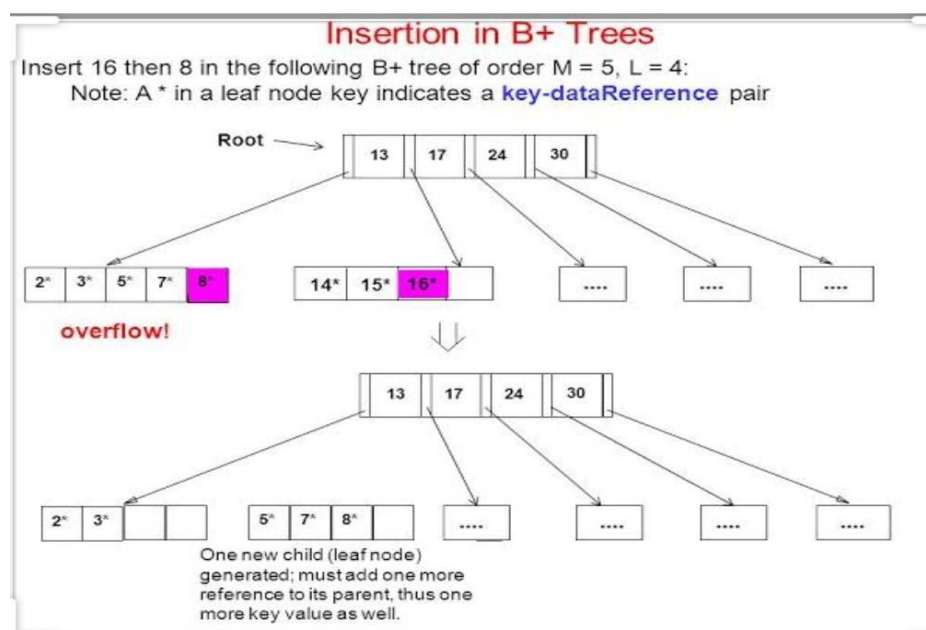 Insertion in B+ Trees
Insert 16 then 8 in the following B+ tree of order M = 5, L = 4:
Note: A * in a leaf node key indicates a key-dataReference pair
Root
13 17 24 30
2* 3* 5* 7* 8*
14* 15* 16*
.... .... ....
overflow!
13 17 24 30
2* 3*
5* 7* 8*
.... .... .... ....
One new child (leaf node)
generated; must add one more
reference to its parent, thus one
more key value as well.